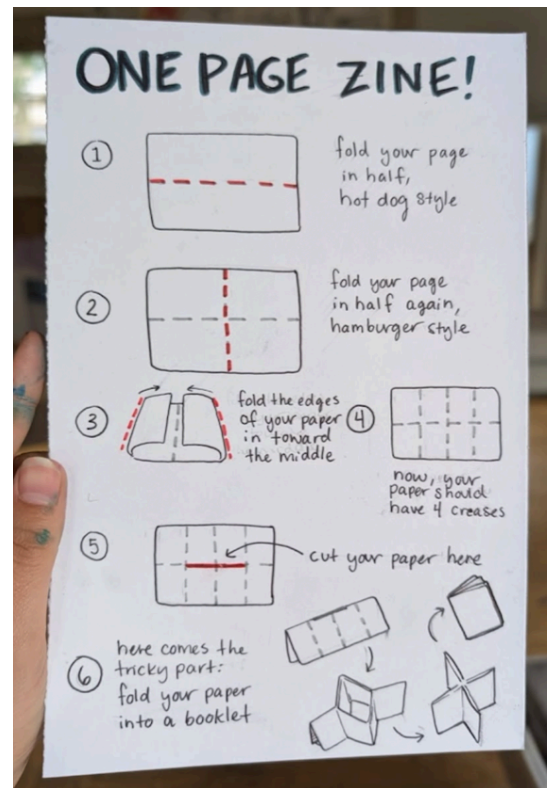 ONE PAGE ZINE!
1
fold your page
in half,
hot dog style
2
fold your page
in half again,
hamburger style
3
fold the edges
of your paper
in toward
the middle
4
now, your
paper should
have 4 creases
5
cut your paper here
6
here comes the
tricky part:
fold your paper
into a booklet